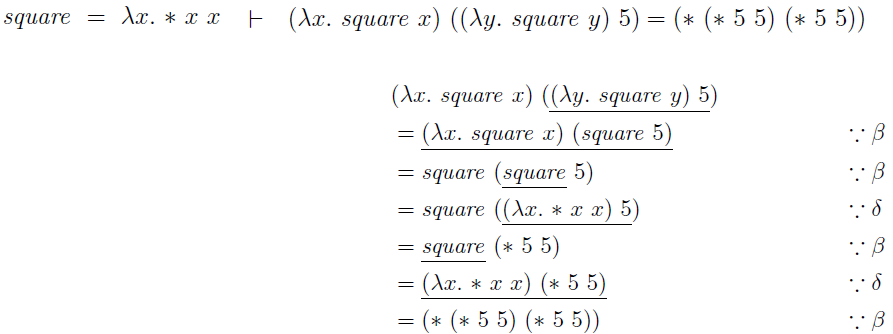 square = λx. ∗ x x ⊢ (λx. square x) ((λy. square y) 5) = (∗ (∗ 5 5) (∗ 5 5))
(λx. square x) ((λy. square y) 5)
= (λx. square x) (square 5) ∵ β
= square (square 5) ∵ β
= square ((λx. ∗ x x) 5) ∵ δ
= square (∗ 5 5) ∵ β
= (λx. ∗ x x) (∗ 5 5) ∵ δ
= (∗ (∗ 5 5) (∗ 5 5)) ∵ β